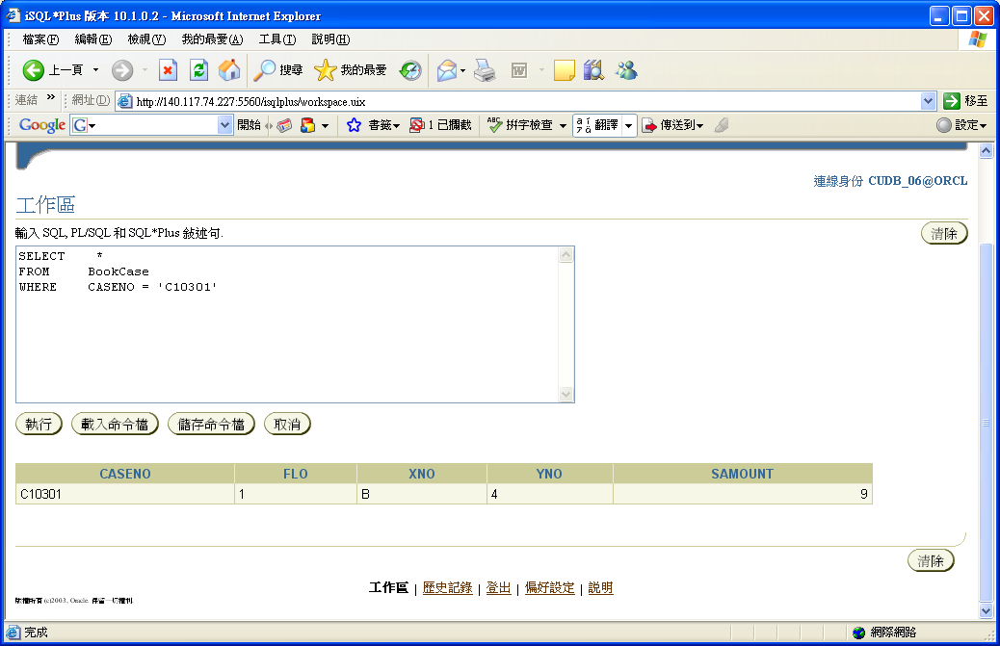 iSQL*Plus 版本 10.1.0.2 - Microsoft Internet Explorer
檔案(F) 編輯(E) 檢視(V) 我的最愛(A) 工具(T) 說明(H)
上一頁 搜尋 我的最愛
連結 » 網址(D) http://140.117.74.227:5560/isqlplus/workspace.uix 移至
Google G 開始 書籤 1 已攔截 ABC 拼字檢查 翻譯 傳送到 設定
連線身份 CUDB_06@ORCL
工作區
輸入 SQL, PL/SQL 和 SQL*Plus 敘述句.
清除
SELECT *
FROM BookCase
WHERE CASENO = 'C10301'
執行 載入命令檔 儲存命令檔 取消
CASENO FLO XNO YNO SAMOUNT
C10301 1 B 4 9
清除
工作區 | 歷史記錄 | 登出 | 偏好設定 | 說明
版權所有 (c)2003, Oracle. 保留一切權利.
完成 網際網路